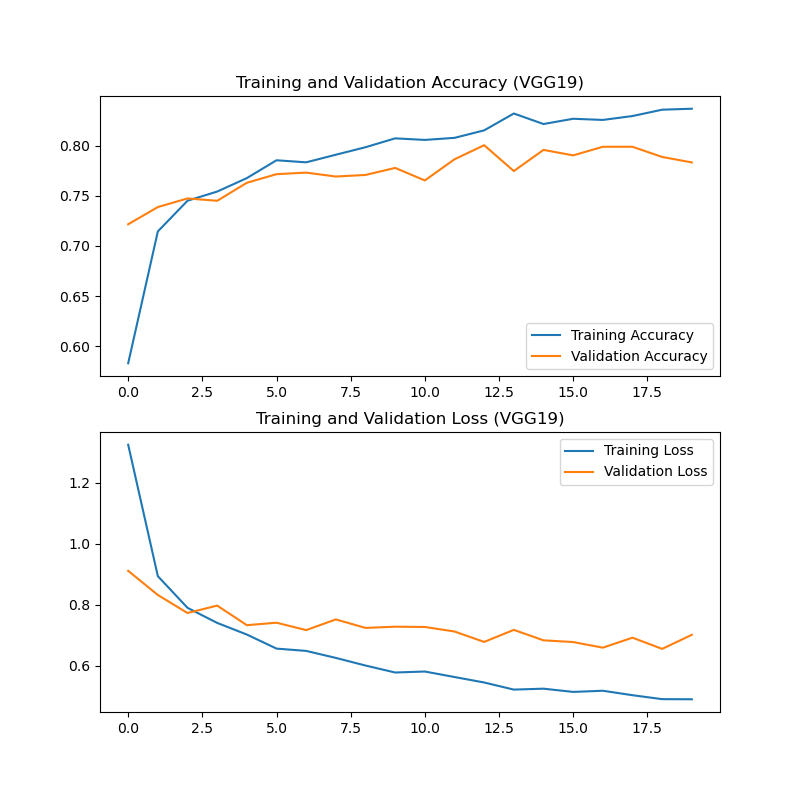 Training and Validation Accuracy (VGG19)
0.80
0.75
0.70
0.65
0.60
Training Accuracy
Validation Accuracy
0.0 2.5 5.0 7.5 10.0 12.5 15.0 17.5
Training and Validation Loss (VGG19)
Training Loss
Validation Loss
1.2
1.0
0.8
0.6
0.0 2.5 5.0 7.5 10.0 12.5 15.0 17.5